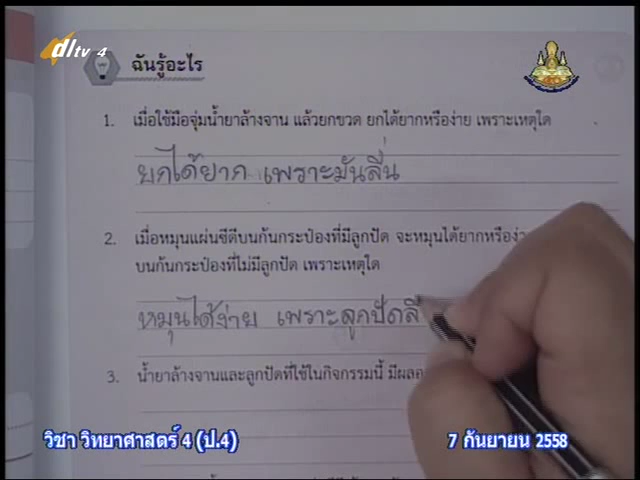 dltv 4
ฉันรู้อะไร
1. เมื่อใช้มือจุ่มน้ำยาล้างจาน แล้วยกขวด ยกได้ยากหรือง่าย เพราะเหตุใด
ยกได้ยาก เพราะมันลื่น
2. เมื่อหมุนแผ่นซีดีบนก้นกระป๋องที่มีลูกปัด จะหมุนได้ยากหรือง่าย
บนก้นกระป๋องที่ไม่มีลูกปัด เพราะเหตุใด
หมุนได้ง่าย เพราะลูกปัดลื
3. น้ำยาล้างจานและลูกปัดที่ใช้ในกิจกรรมนี้ มีผล
วิชา วิทยาศาสตร์ 4 (ป.4)
7 กันยายน 2558